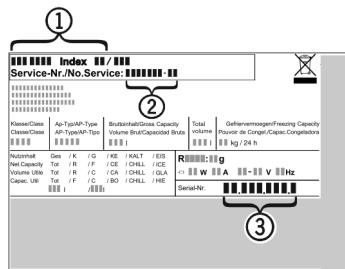 ①
Index /
Service-Nr./No.Service: -
②
Klasse/Class Ap-Typ/AP-Type Bruttoinhalt/Gross Capacity Total Gefriervermoegen/Freezing Capacity
Classe/Clase AP-Type/AP-Tipo Volume Brut/Capacidad Bruta volume Pouvoir de Congel./Capac.Congeladora
l l kg / 24 h
Nutzinhalt Ges / K / G / KE / KALT / EIS
Net Capacity Tot / R / F / CE / CHILL / ICE
Volume Utile Tot / R / C / CA / CHILL / GLA
Capac. Util Tot / F / C / BO / CHILL / HIE
l / l
R : g
W A - V Hz
Serial-Nr. . . .
③